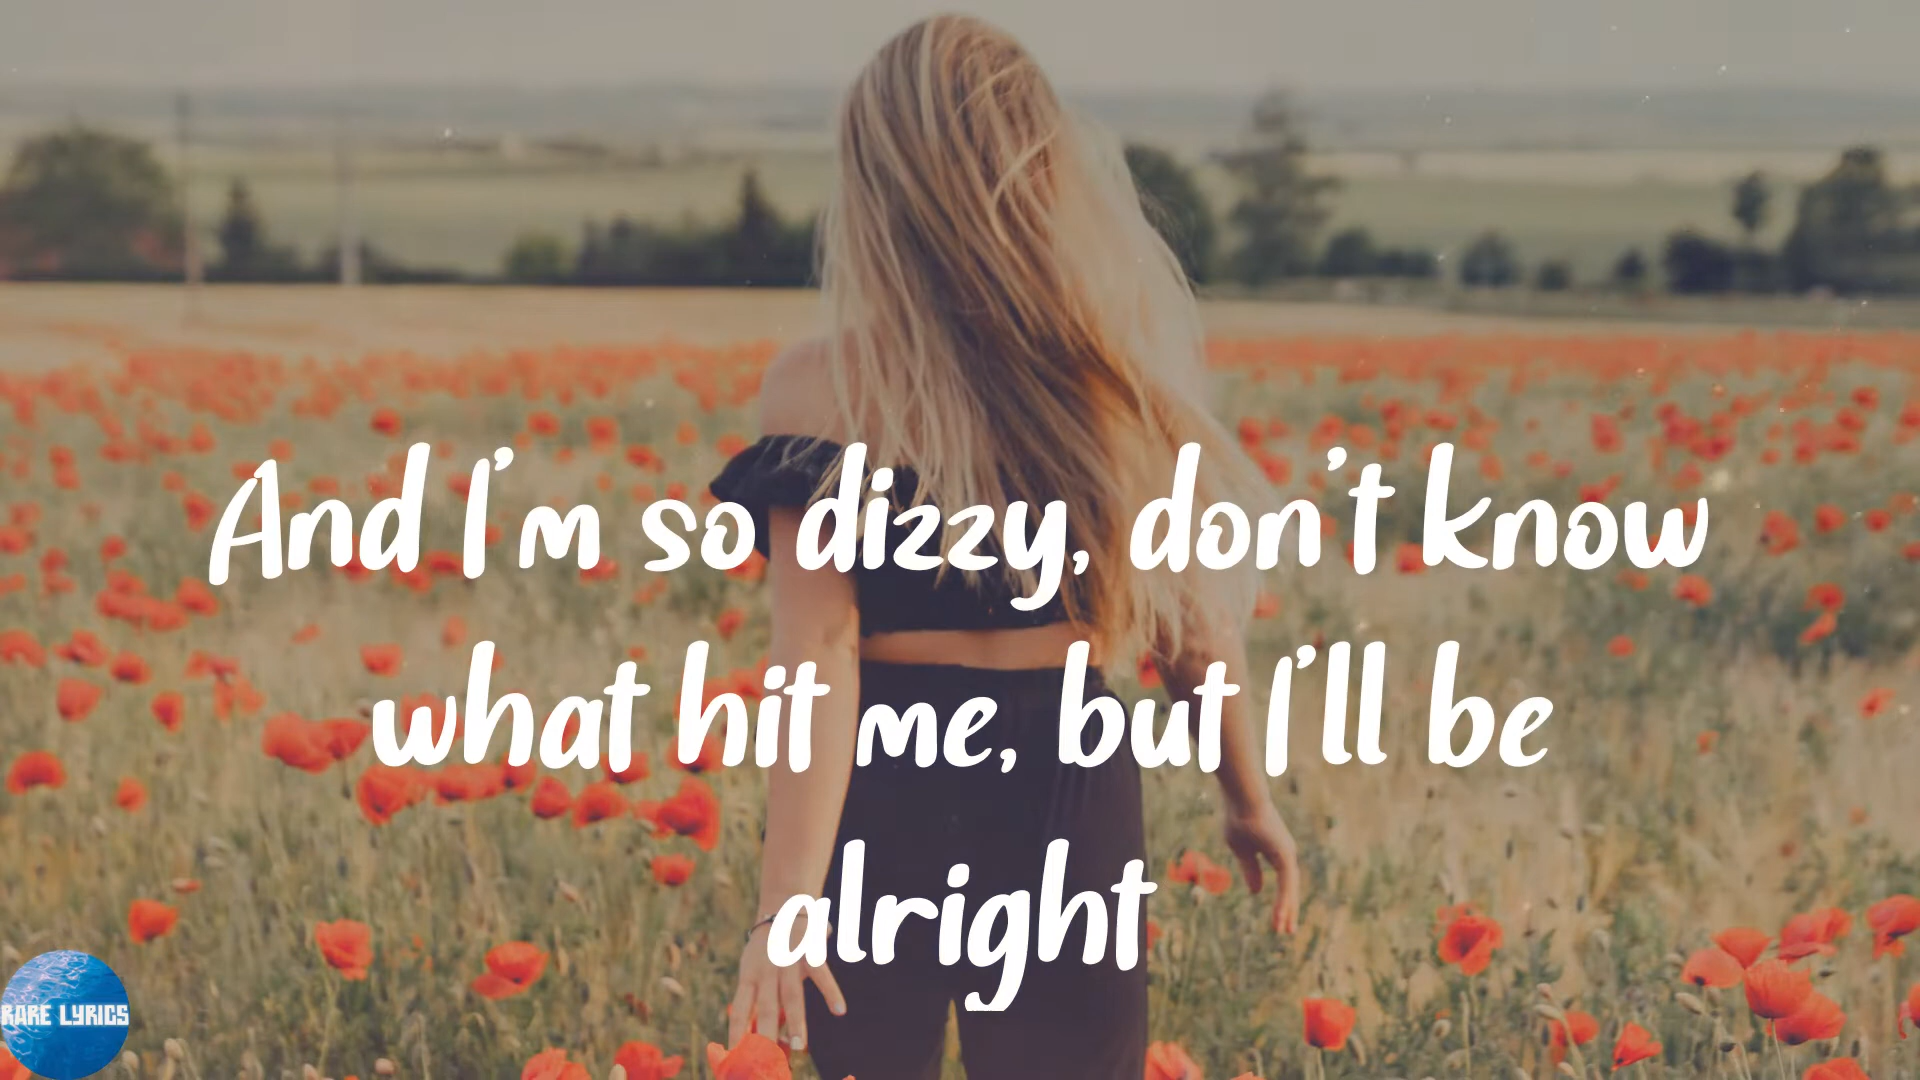 And I'm so dizzy, don't know
what hit me, but I'll be
alright
RARE LYRICS